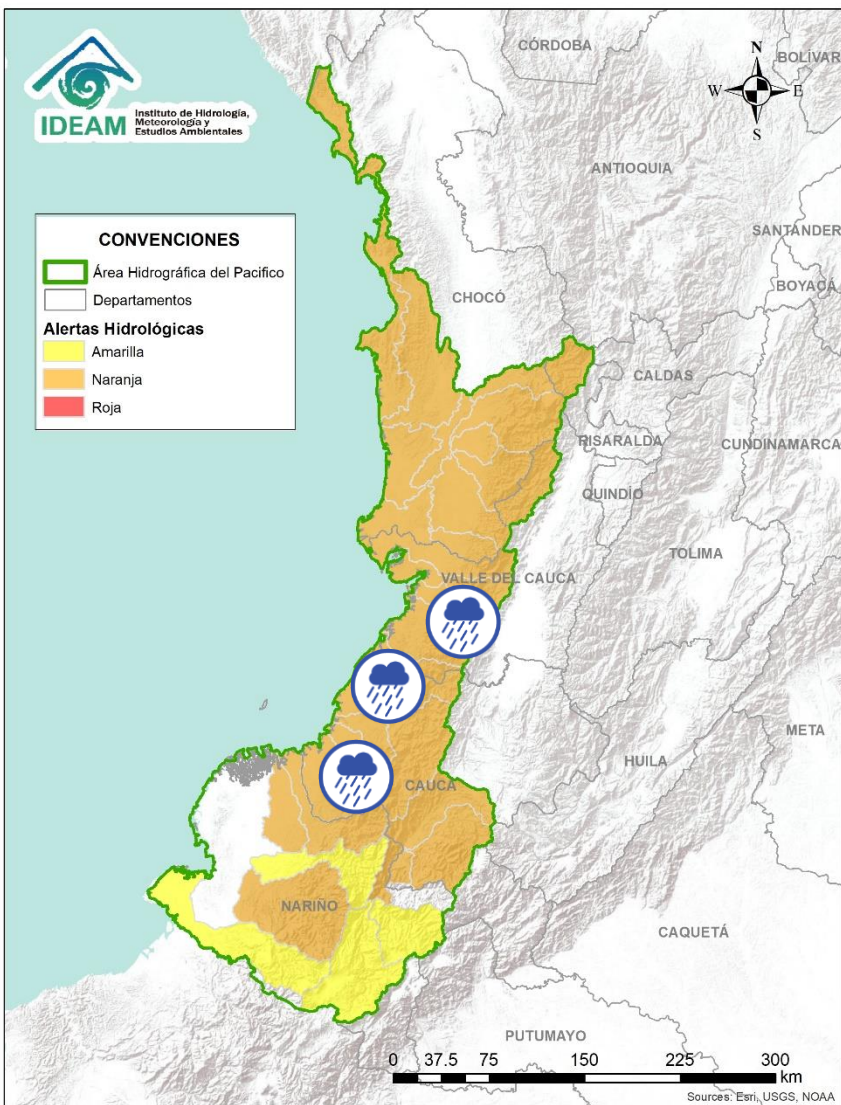 IDEAM
Instituto de Hidrología,
Meteorología y
Estudios Ambientales
N
W
E
S
CONVENCIONES
Área Hidrográfica del Pacifico
Departamentos
Alertas Hidrológicas
Amarilla
Naranja
Roja
CÓRDOBA
BOLÍVAR
ANTIOQUIA
SANTANDER
BOYACÁ
CHOCÓ
CALDAS
RISARALDA
CUNDINAMARCA
QUINDÍO
TOLIMA
VALLE DEL CAUCA
META
HUILA
CAUCA
NARIÑO
CAQUETÁ
PUTUMAYO
0 37.5 75 150 225 300
km
Sources: Esri, USGS, NOAA